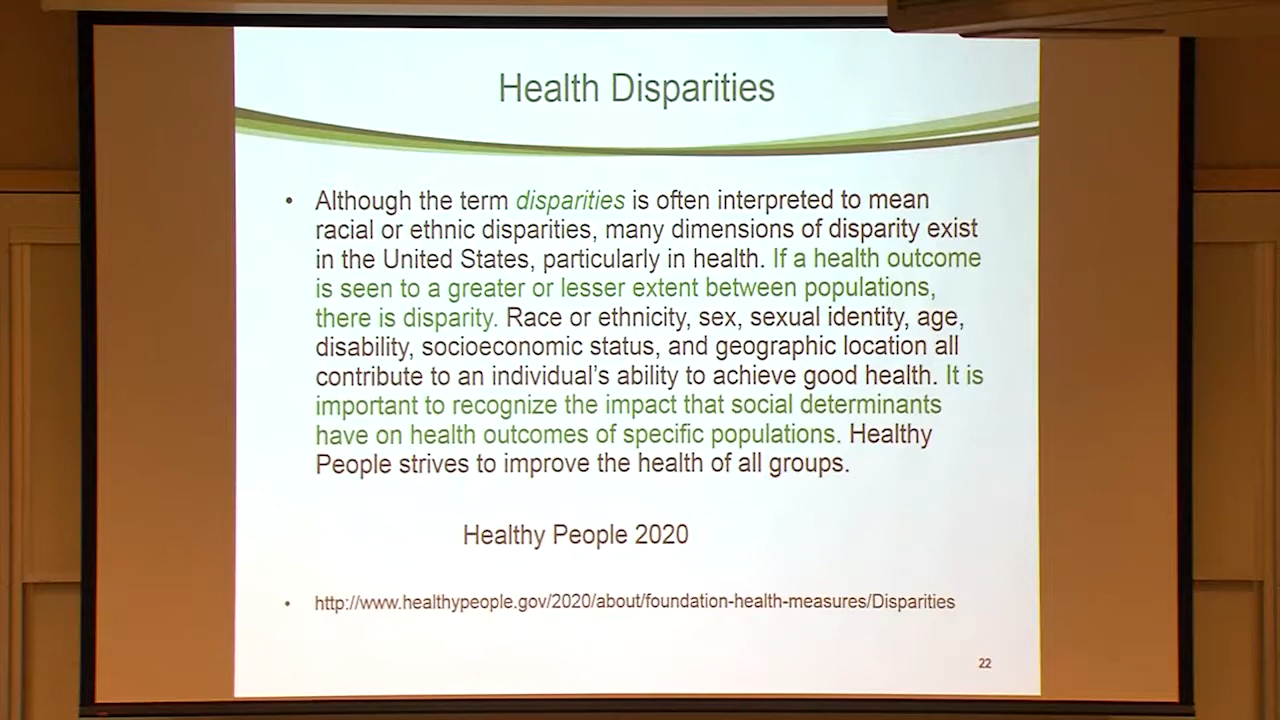 Health Disparities
• Although the term disparities is often interpreted to mean
racial or ethnic disparities, many dimensions of disparity exist
in the United States, particularly in health. If a health outcome
is seen to a greater or lesser extent between populations,
there is disparity. Race or ethnicity, sex, sexual identity, age,
disability, socioeconomic status, and geographic location all
contribute to an individual’s ability to achieve good health. It is
important to recognize the impact that social determinants
have on health outcomes of specific populations. Healthy
People strives to improve the health of all groups.
Healthy People 2020
• http://www.healthypeople.gov/2020/about/foundation-health-measures/Disparities
22